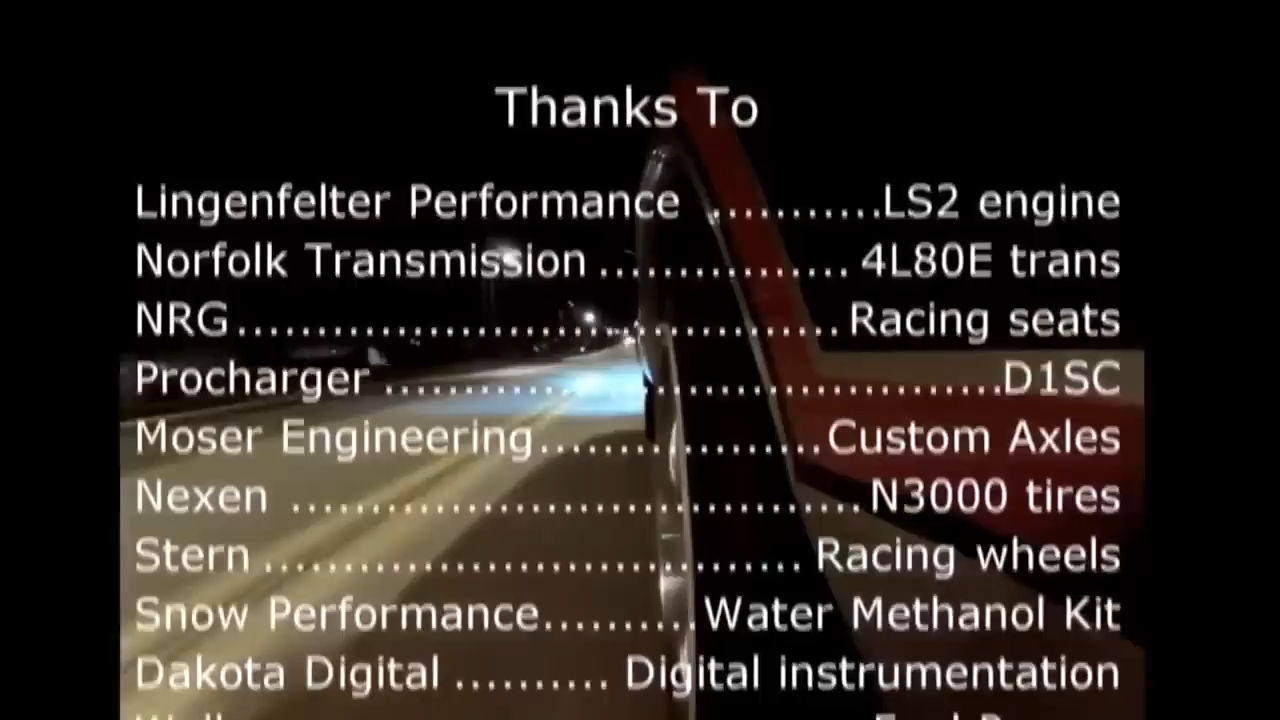 Thanks To
Lingenfelter Performance ...........LS2 engine
Norfolk Transmission ............... 4L80E trans
NRG.................................... Racing seats
Procharger .....................................D1SC
Moser Engineering...................Custom Axles
Nexen ..................................... N3000 tires
Stern .................................. Racing wheels
Snow Performance..........Water Methanol Kit
Dakota Digital .......... Digital instrumentation